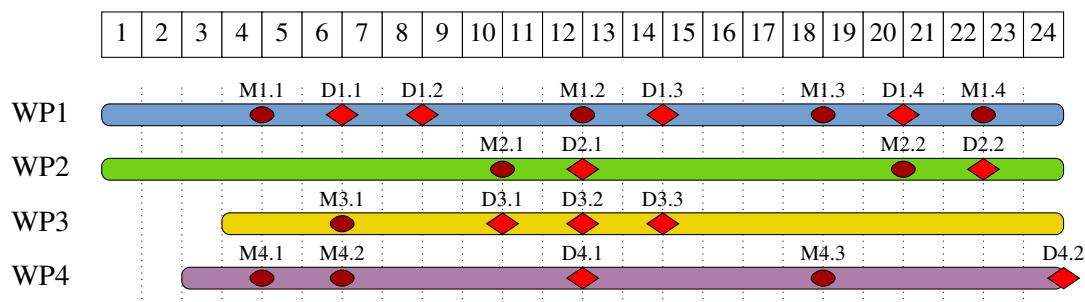 1 2 3 4 5 6 7 8 9 10 11 12 13 14 15 16 17 18 19 20 21 22 23 24
M1.1 D1.1 D1.2 M1.2 D1.3 M1.3 D1.4 M1.4
WP1
M2.1 D2.1 M2.2 D2.2
WP2
M3.1 D3.1 D3.2 D3.3
WP3
M4.1 M4.2 D4.1 M4.3 D4.2
WP4